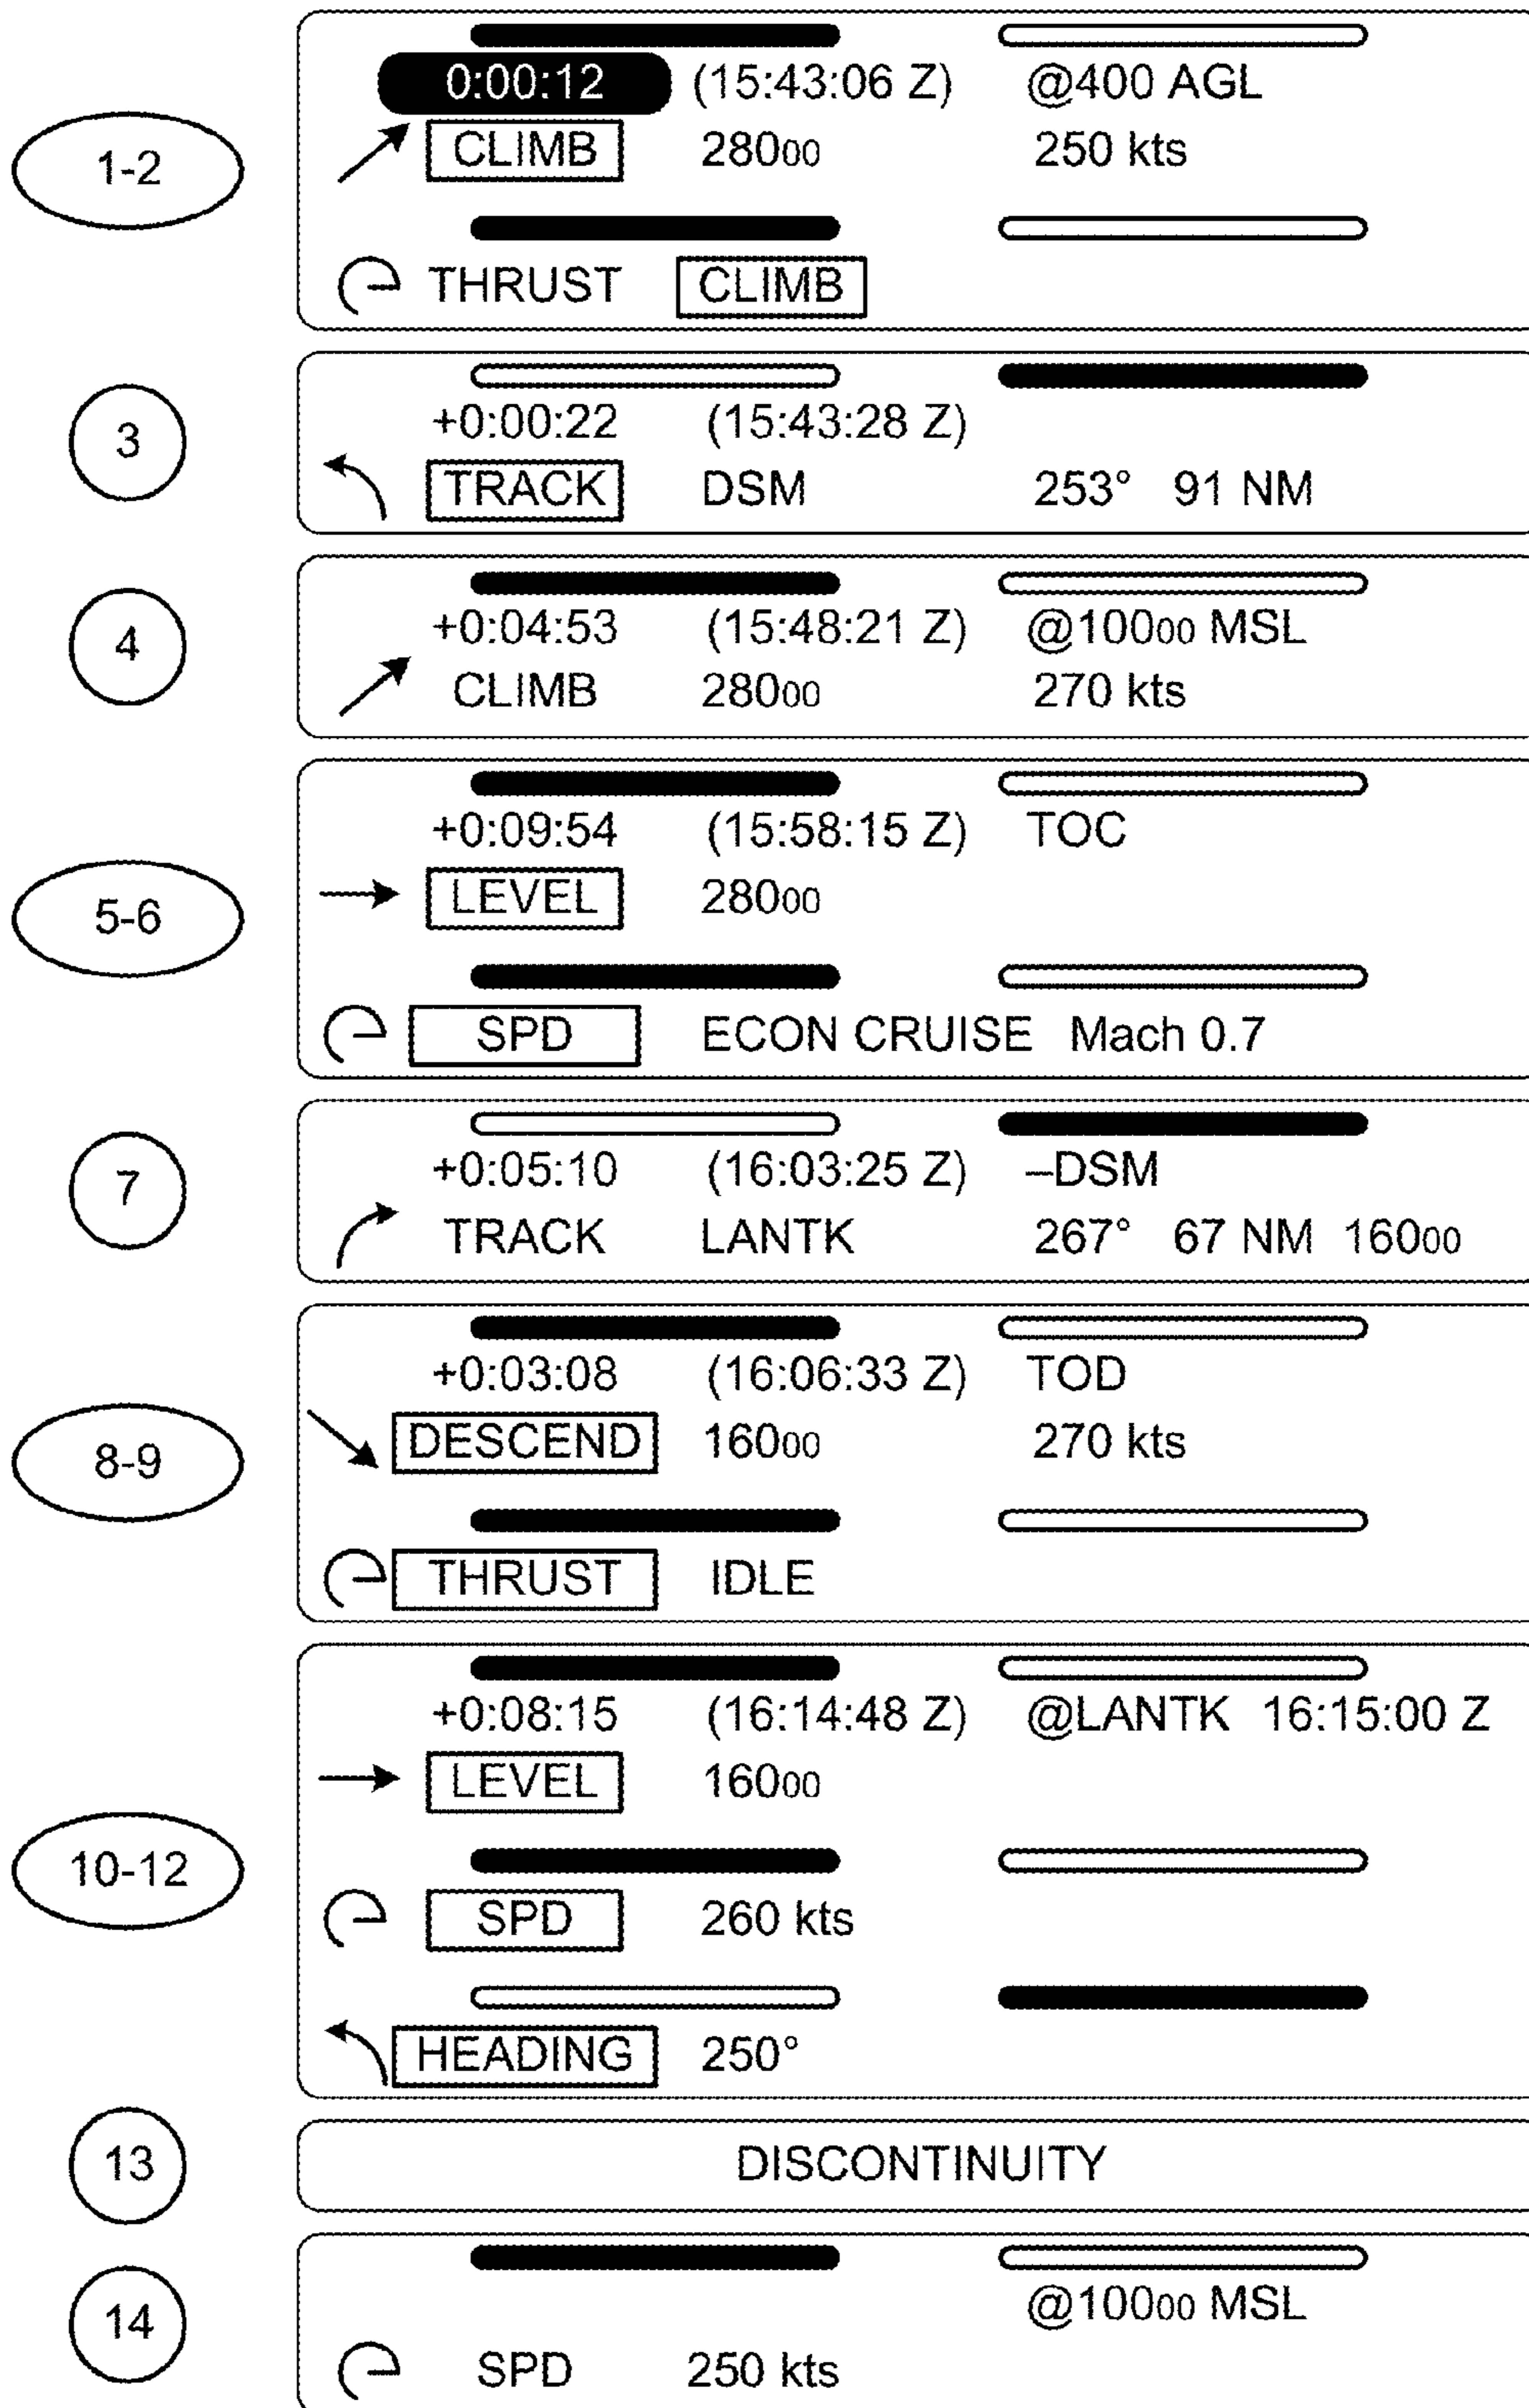 1-2
0:00:12 (15:43:06 Z) @400 AGL
CLIMB 28000 250 kts
THRUST CLIMB
3
+0:00:22 (15:43:28 Z)
TRACK DSM 253° 91 NM
4
+0:04:53 (15:48:21 Z) @10000 MSL
CLIMB 28000 270 kts
5-6
+0:09:54 (15:58:15 Z) TOC
LEVEL 28000
SPD ECON CRUISE Mach 0.7
7
+0:05:10 (16:03:25 Z) –DSM
TRACK LANTK 267° 67 NM 16000
8-9
+0:03:08 (16:06:33 Z) TOD
DESCEND 16000 270 kts
THRUST IDLE
10-12
+0:08:15 (16:14:48 Z) @LANTK 16:15:00 Z
LEVEL 16000
SPD 260 kts
HEADING 250°
13
DISCONTINUITY
14
@10000 MSL
SPD 250 kts